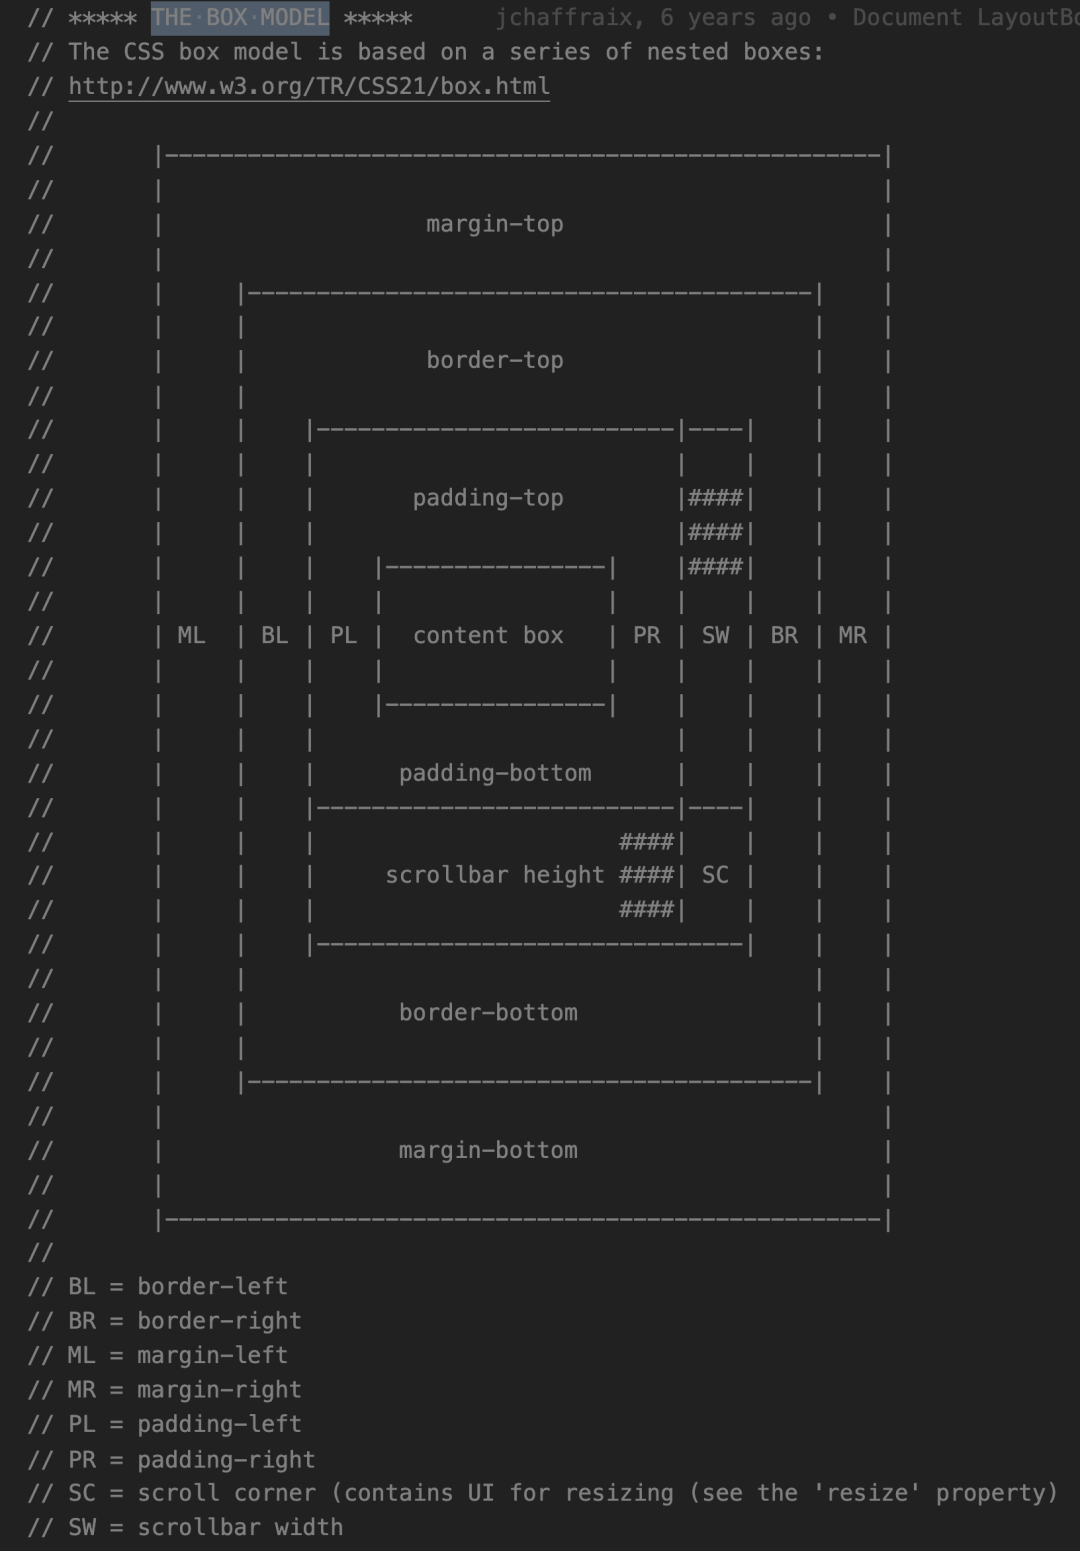 // ***** THE BOX MODEL *****      jchaffraix, 6 years ago • Document LayoutBo
// The CSS box model is based on a series of nested boxes:
// http://www.w3.org/TR/CSS21/box.html
//
//       |----------------------------------------------------|
//       |                                                    |
//       |                   margin-top                       |
//       |                                                    |
//       |     |-----------------------------------------|    |
//       |     |                                         |    |
//       |     |             border-top                  |    |
//       |     |                                         |    |
//       |     |    |--------------------------|----|    |    |
//       |     |    |                          |    |    |    |
//       |     |    |       padding-top        |####|    |    |
//       |     |    |                          |####|    |    |
//       |     |    |    |----------------|    |####|    |    |
//       |     |    |    |                |    |    |    |    |
//       | ML  | BL | PL |  content box   | PR | SW | BR | MR |
//       |     |    |    |                |    |    |    |    |
//       |     |    |    |----------------|    |    |    |    |
//       |     |    |                          |    |    |    |
//       |     |    |      padding-bottom      |    |    |    |
//       |     |    |--------------------------|----|    |    |
//       |     |    |                      ####|    |    |    |
//       |     |    |     scrollbar height ####| SC |    |    |
//       |     |    |                      ####|    |    |    |
//       |     |    |-------------------------------|    |    |
//       |     |                                         |    |
//       |     |           border-bottom                 |    |
//       |     |                                         |    |
//       |     |-----------------------------------------|    |
//       |                                                    |
//       |                 margin-bottom                      |
//       |                                                    |
//       |----------------------------------------------------|
//
// BL = border-left
// BR = border-right
// ML = margin-left
// MR = margin-right
// PL = padding-left
// PR = padding-right
// SC = scroll corner (contains UI for resizing (see the 'resize' property)
// SW = scrollbar width